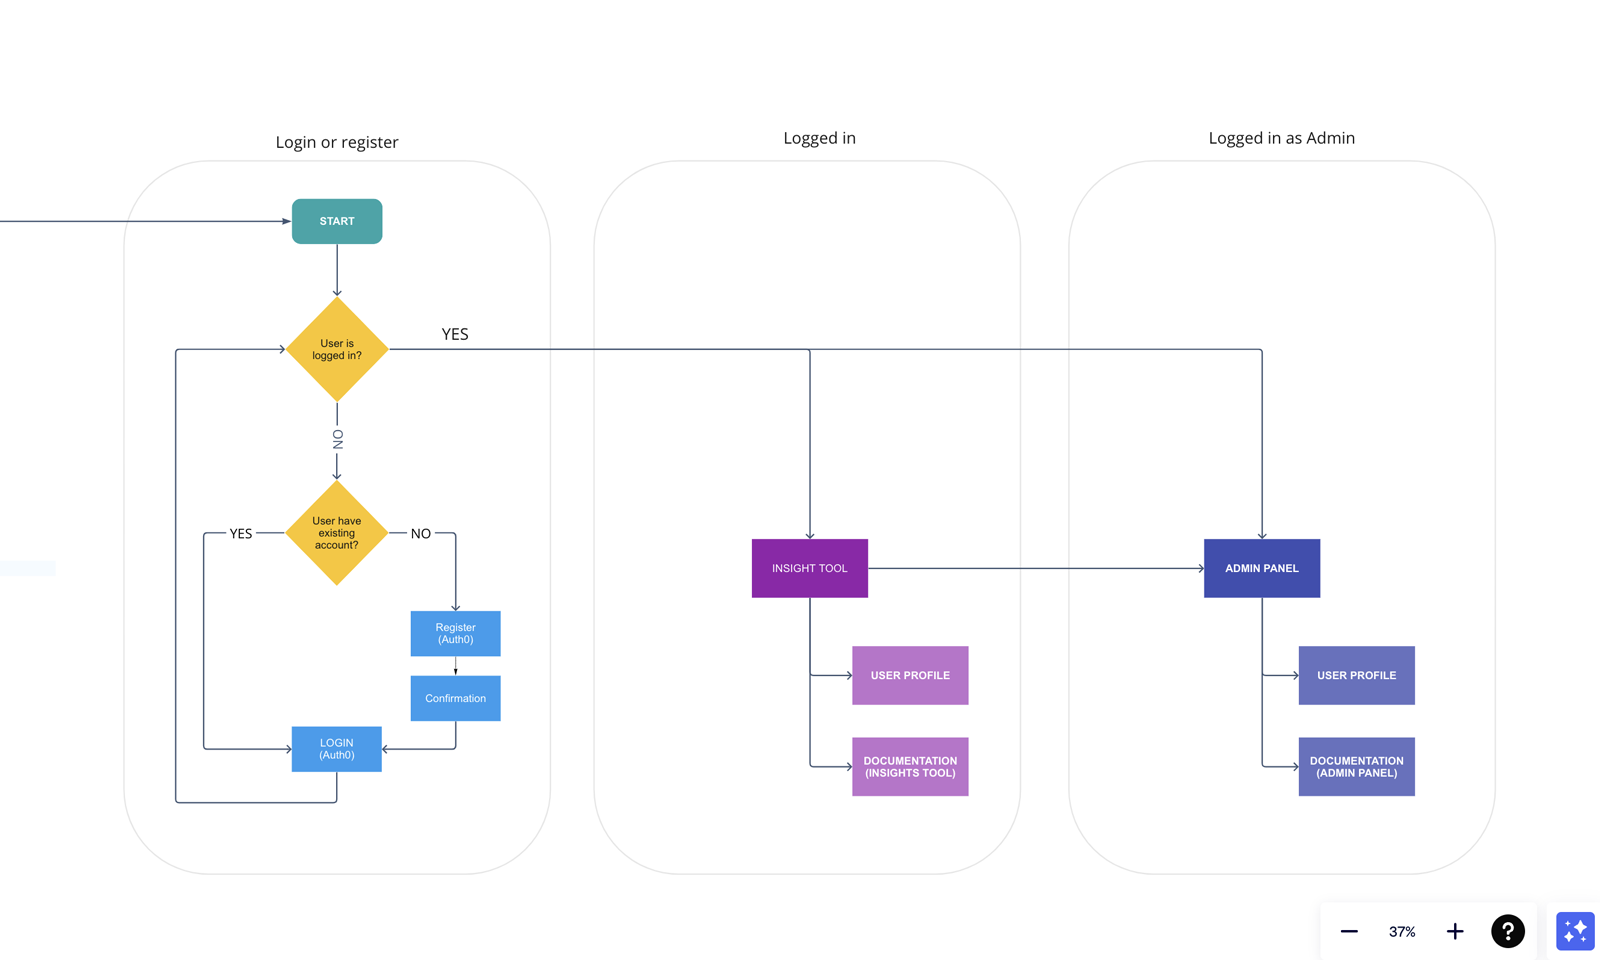 Login or register
Logged in
Logged in as Admin
START
User is
logged in?
YES
NO
User have
existing
account?
YES
NO
Register
(Auth0)
Confirmation
LOGIN
(Auth0)
INSIGHT TOOL
USER PROFILE
DOCUMENTATION
(INSIGHTS TOOL)
ADMIN PANEL
USER PROFILE
DOCUMENTATION
(ADMIN PANEL)
37%
?